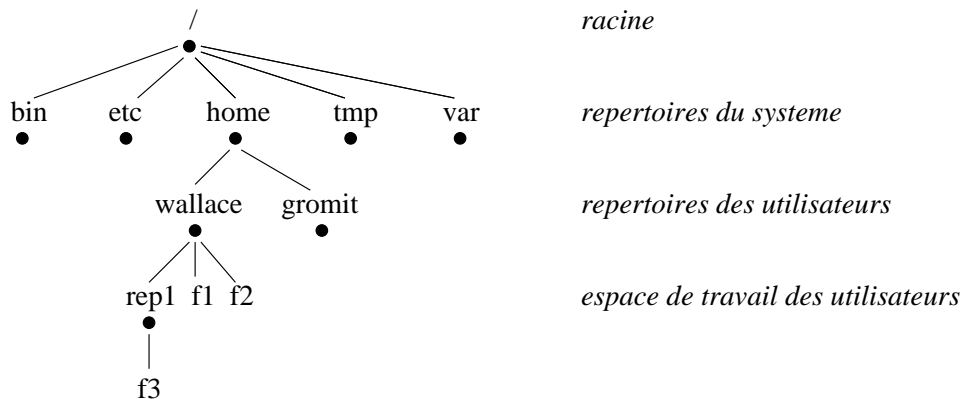 / racine
bin etc home tmp var repertoires du systeme
wallace gromit repertoires des utilisateurs
rep1 f1 f2 espace de travail des utilisateurs
f3